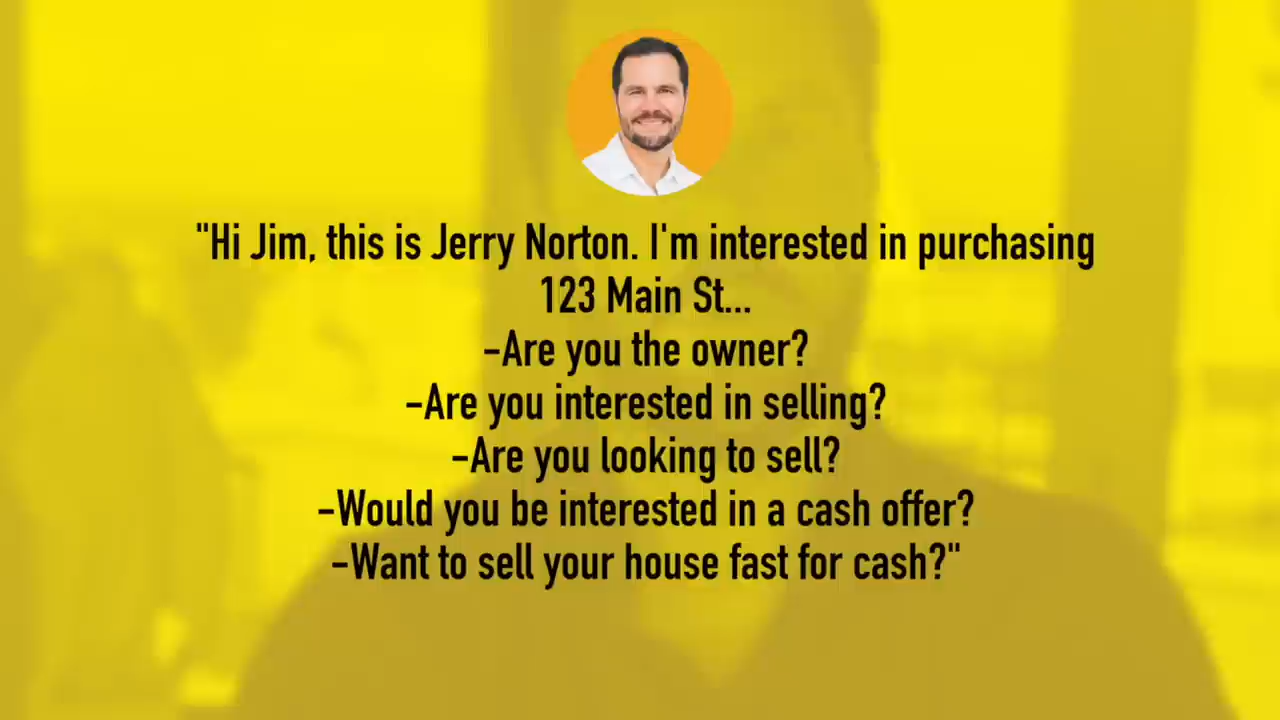 "Hi Jim, this is Jerry Norton. I'm interested in purchasing
123 Main St...
-Are you the owner?
-Are you interested in selling?
-Are you looking to sell?
-Would you be interested in a cash offer?
-Want to sell your house fast for cash?"